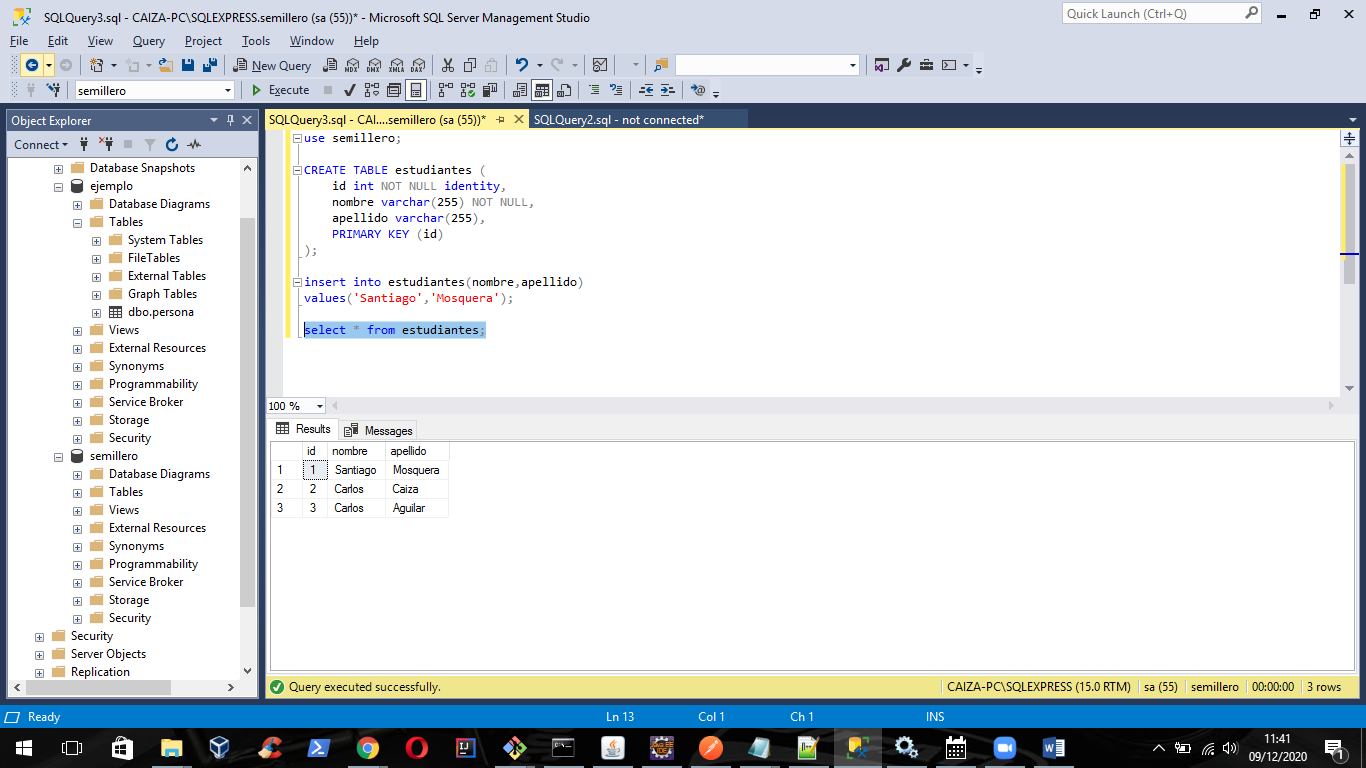 SQLQuery3.sql - CAIZA-PC\SQLEXPRESS.semillero (sa (55))* - Microsoft SQL Server Management Studio
Quick Launch (Ctrl+Q)
File Edit View Query Project Tools Window Help
New Query MDX DMX XMLA DAX
semillero Execute
Object Explorer
SQLQuery3.sql - CAI....semillero (sa (55))* SQLQuery2.sql - not connected*
Connect
Database Snapshots
ejemplo
Database Diagrams
Tables
System Tables
FileTables
External Tables
Graph Tables
dbo.persona
Views
External Resources
Synonyms
Programmability
Service Broker
Storage
Security
semillero
Database Diagrams
Tables
Views
External Resources
Synonyms
Programmability
Service Broker
Storage
Security
Security
Server Objects
Replication
use semillero;
CREATE TABLE estudiantes (
id int NOT NULL identity,
nombre varchar(255) NOT NULL,
apellido varchar(255),
PRIMARY KEY (id)
);
insert into estudiantes(nombre,apellido)
values('Santiago','Mosquera');
select * from estudiantes;
100 %
Results Messages
id nombre apellido
1 1 Santiago Mosquera
2 2 Carlos Caiza
3 3 Carlos Aguilar
Query executed successfully. CAIZA-PC\SQLEXPRESS (15.0 RTM) sa (55) semillero 00:00:00 3 rows
Ready Ln 13 Col 1 Ch 1 INS
11:41
09/12/2020
1